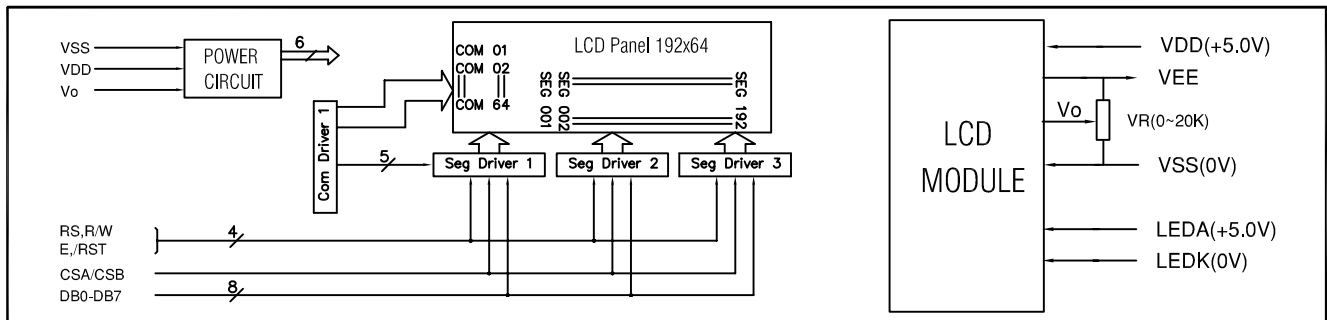 VSS
VDD
Vo
POWER
CIRCUIT
6
LCD Panel 192x64
COM 01
COM 02
COM 64
SEG 001
SEG 002
SEG 192
Com Driver 1
5
Seg Driver 1
Seg Driver 2
Seg Driver 3
RS,R/W
E,/RST
4
CSA/CSB
DB0-DB7
8
LCD
MODULE
VDD(+5.0V)
VEE
Vo
VR(0~20K)
VSS(0V)
LEDA(+5.0V)
LEDK(0V)